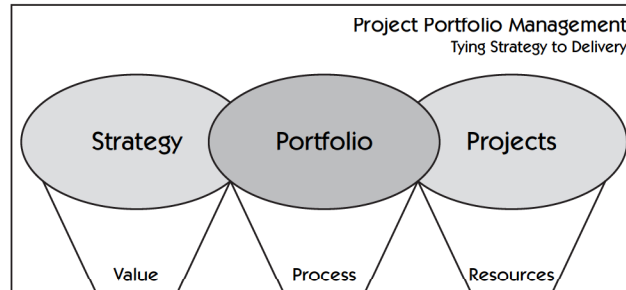 Project Portfolio Management
Tying Strategy to Delivery
Strategy Portfolio Projects
Value Process Resources